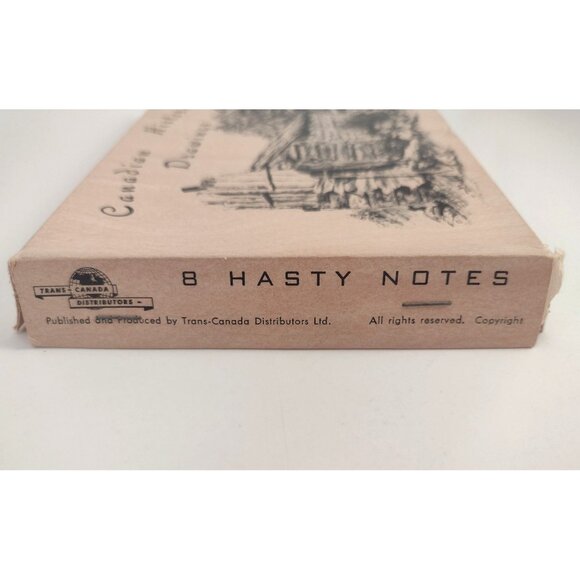 Canadian
Drawings
TRANS-CANADA
DISTRIBUTORS
8 HASTY NOTES
Published and Produced by Trans-Canada Distributors Ltd. All rights reserved. Copyright